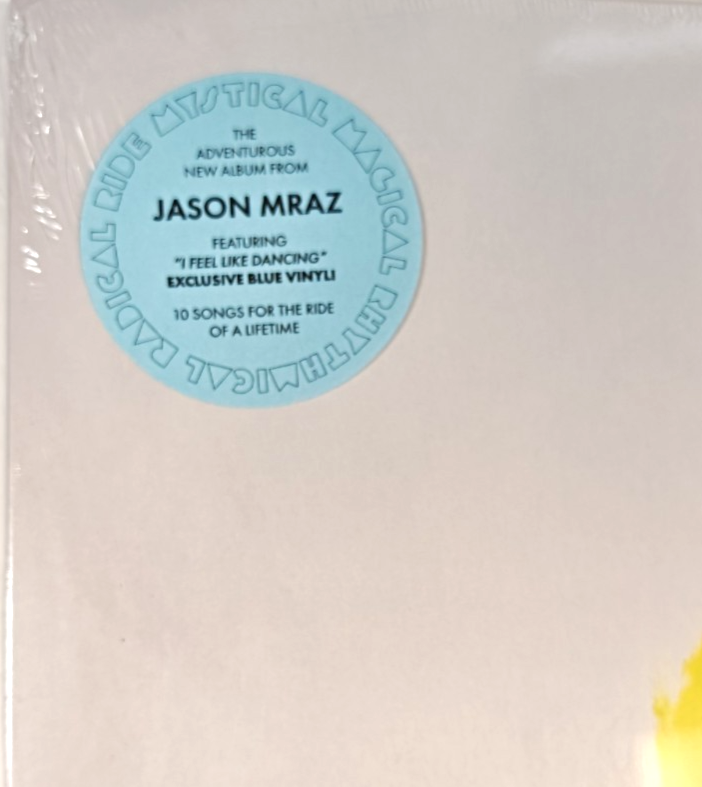 MYSTICAL MAGICAL RHYTHMICAL RADICAL RIDE
THE
ADVENTUROUS
NEW ALBUM FROM
JASON MRAZ
FEATURING
"I FEEL LIKE DANCING"
EXCLUSIVE BLUE VINYL!
10 SONGS FOR THE RIDE
OF A LIFETIME